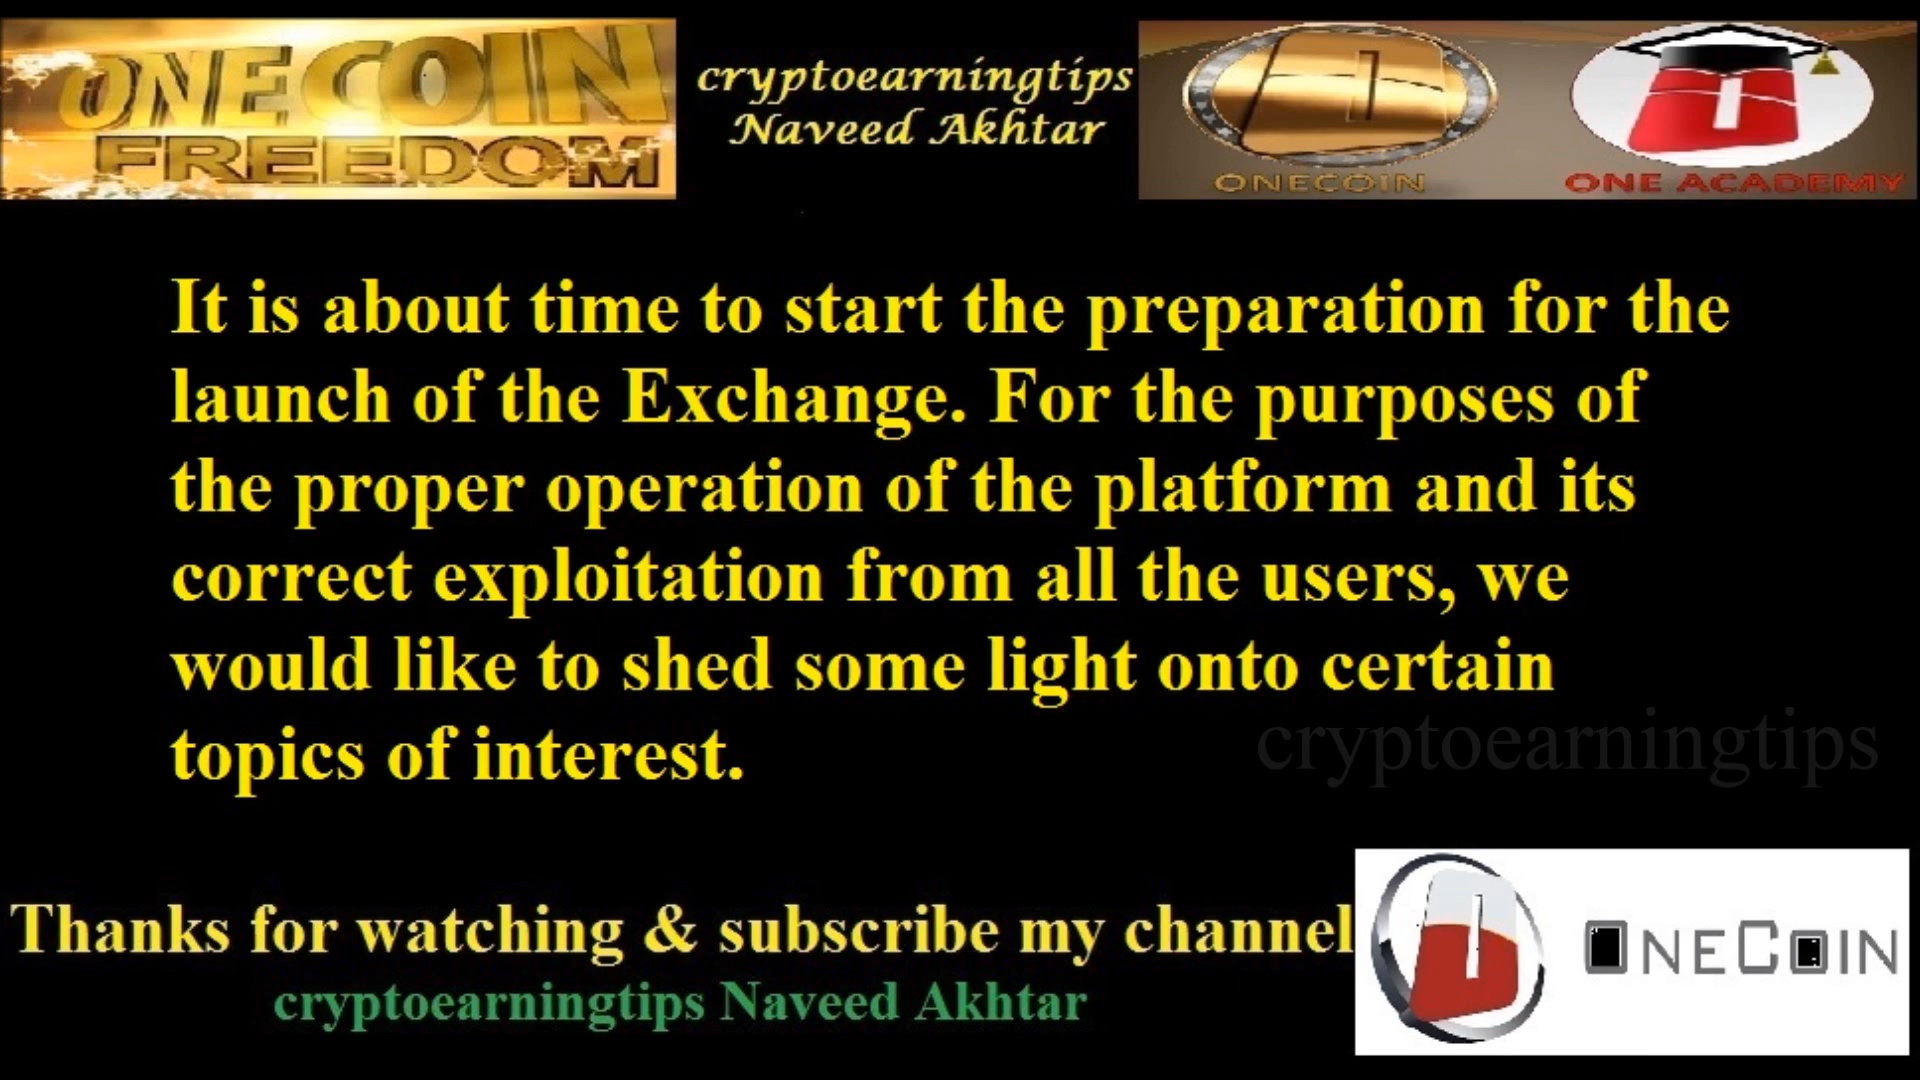 ONE COIN
FREEDOM
cryptoearningtips
Naveed Akhtar
ONECOIN
ONE ACADEMY
It is about time to start the preparation for the
launch of the Exchange. For the purposes of
the proper operation of the platform and its
correct exploitation from all the users, we
would like to shed some light onto certain
topics of interest.
cryptoearningtips
Thanks for watching & subscribe my channel
cryptoearningtips Naveed Akhtar
ONECOIN